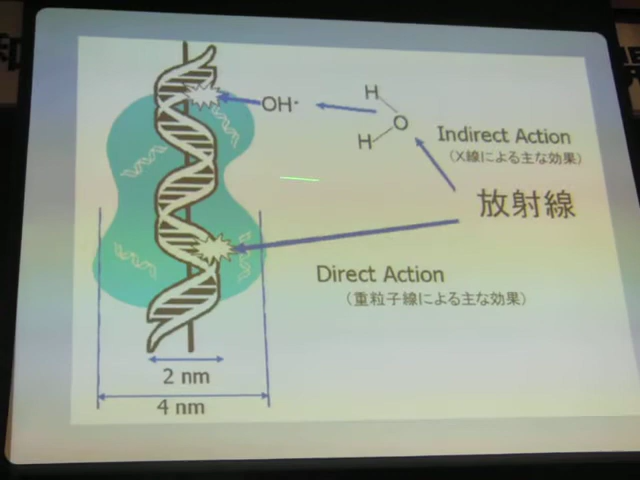 H
OH·
O
H
Indirect Action
(X線による主な効果)
放射線
Direct Action
(重粒子線による主な効果)
2 nm
4 nm